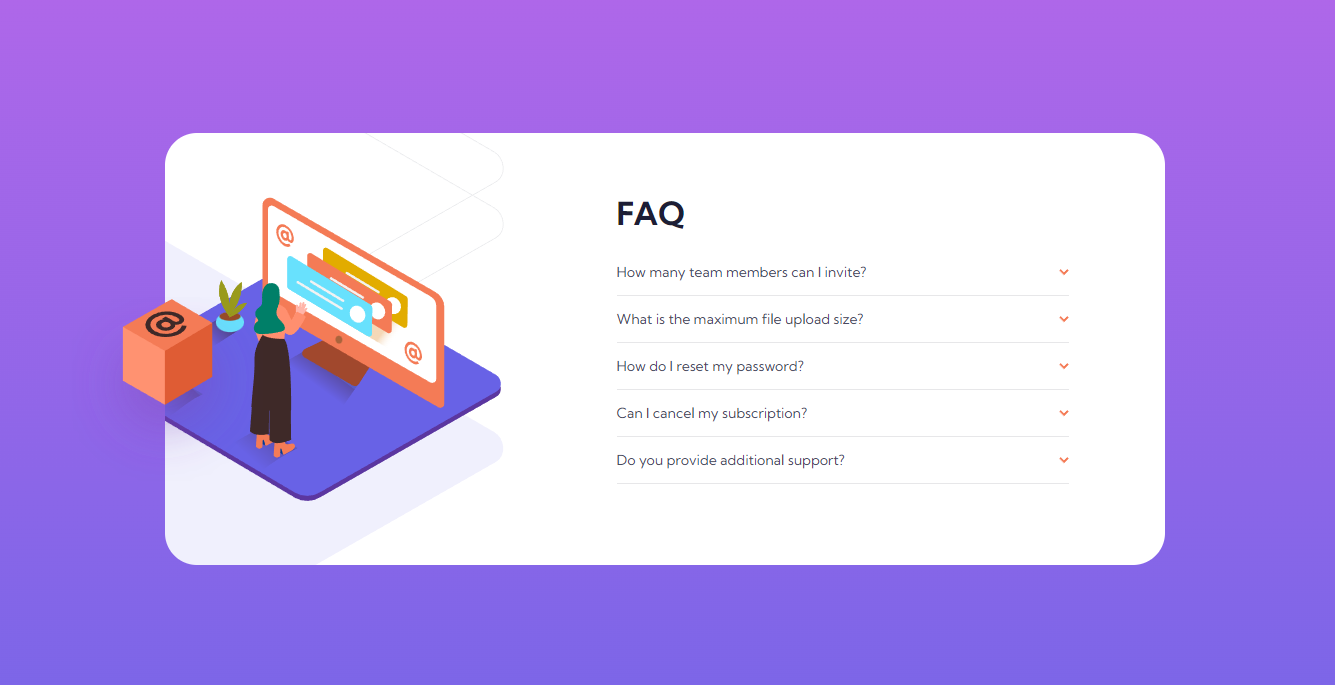 FAQ
How many team members can I invite?
What is the maximum file upload size?
How do I reset my password?
Can I cancel my subscription?
Do you provide additional support?
@
@
@